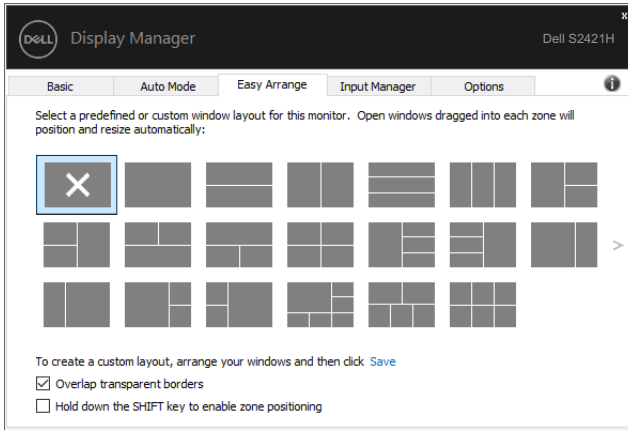 x
DELL Display Manager Dell S2421H
Basic Auto Mode Easy Arrange Input Manager Options i
Select a predefined or custom window layout for this monitor. Open windows dragged into each zone will
position and resize automatically:
>
To create a custom layout, arrange your windows and then click Save
Overlap transparent borders
Hold down the SHIFT key to enable zone positioning